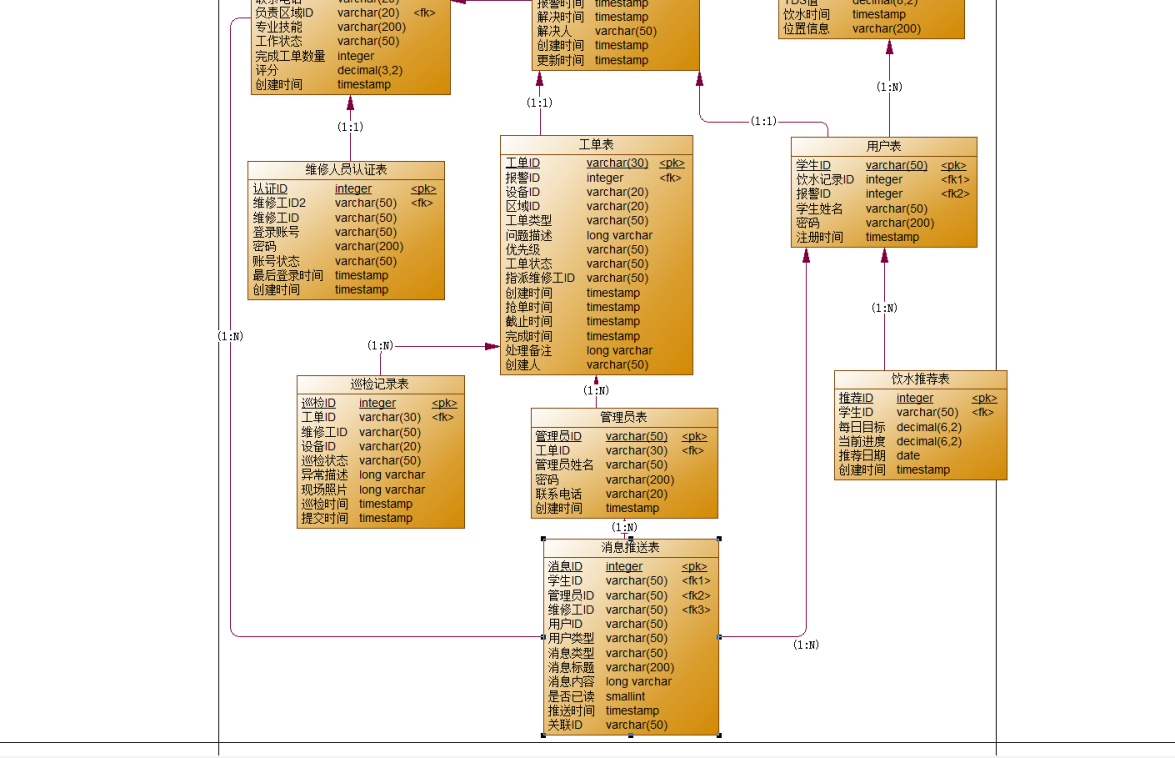 负责区域ID varchar(20) <fk>
专业技能 varchar(200)
工作状态 varchar(50)
完成工单数量 integer
评分 decimal(3,2)
创建时间 timestamp
报警时间 timestamp
解决时间 timestamp
解决人 varchar(50)
创建时间 timestamp
更新时间 timestamp
TDS值 decimal(8,2)
饮水时间 timestamp
位置信息 varchar(200)
(1:1)
(1:1)
(1:1)
(1:N)
维修人员认证表
认证ID integer <pk>
维修工ID2 varchar(50) <fk>
维修工ID varchar(50)
登录账号 varchar(50)
密码 varchar(200)
账号状态 varchar(50)
最后登录时间 timestamp
创建时间 timestamp
工单表
工单ID varchar(30) <pk>
报警ID integer <fk>
设备ID varchar(20)
区域ID varchar(20)
工单类型 varchar(50)
问题描述 long varchar
优先级 varchar(50)
工单状态 varchar(50)
指派维修工ID varchar(50)
创建时间 timestamp
抢单时间 timestamp
截止时间 timestamp
完成时间 timestamp
处理备注 long varchar
创建人 varchar(50)
用户表
学生ID varchar(50) <pk>
饮水记录ID integer <fk1>
报警ID integer <fk2>
学生姓名 varchar(50)
密码 varchar(200)
注册时间 timestamp
(1:N)
(1:N)
(1:N)
(1:N)
巡检记录表
巡检ID integer <pk>
工单ID varchar(30) <fk>
维修工ID varchar(50)
设备ID varchar(20)
巡检状态 varchar(50)
异常描述 long varchar
现场照片 long varchar
巡检时间 timestamp
提交时间 timestamp
管理员表
管理员ID varchar(50) <pk>
工单ID varchar(30) <fk>
管理员姓名 varchar(50)
密码 varchar(200)
联系电话 varchar(20)
创建时间 timestamp
饮水推荐表
推荐ID integer <pk>
学生ID varchar(50) <fk>
每日目标 decimal(6,2)
当前进度 decimal(6,2)
推荐日期 date
创建时间 timestamp
(1:N)
消息推送表
消息ID integer <pk>
学生ID varchar(50) <fk1>
管理员ID varchar(50) <fk2>
维修工ID varchar(50) <fk3>
用户ID varchar(50)
用户类型 varchar(50)
消息类型 varchar(50)
消息标题 varchar(200)
消息内容 long varchar
是否已读 smallint
推送时间 timestamp
关联ID varchar(50)
(1:N)